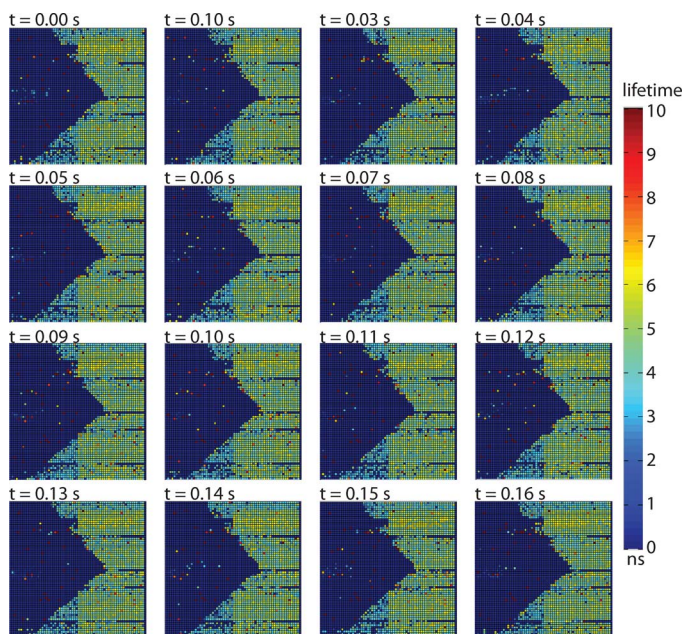 t = 0.00 s
t = 0.10 s
t = 0.03 s
t = 0.04 s
lifetime
10
9
8
7
6
5
4
3
2
1
0
ns
t = 0.05 s
t = 0.06 s
t = 0.07 s
t = 0.08 s
t = 0.09 s
t = 0.10 s
t = 0.11 s
t = 0.12 s
t = 0.13 s
t = 0.14 s
t = 0.15 s
t = 0.16 s